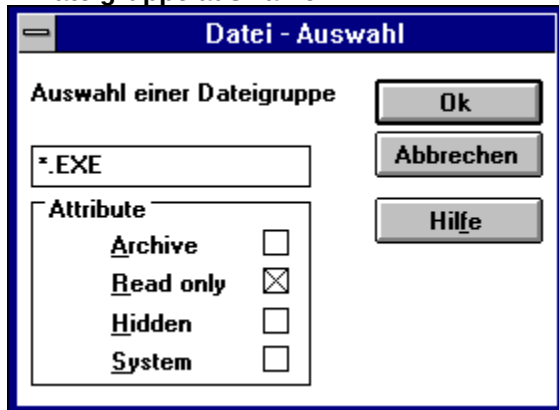 Datei - Auswahl
Auswahl einer Dateigruppe
Ok
Abbrechen
*.EXE
Hilfe
Attribute
Archive
Read only
Hidden
System